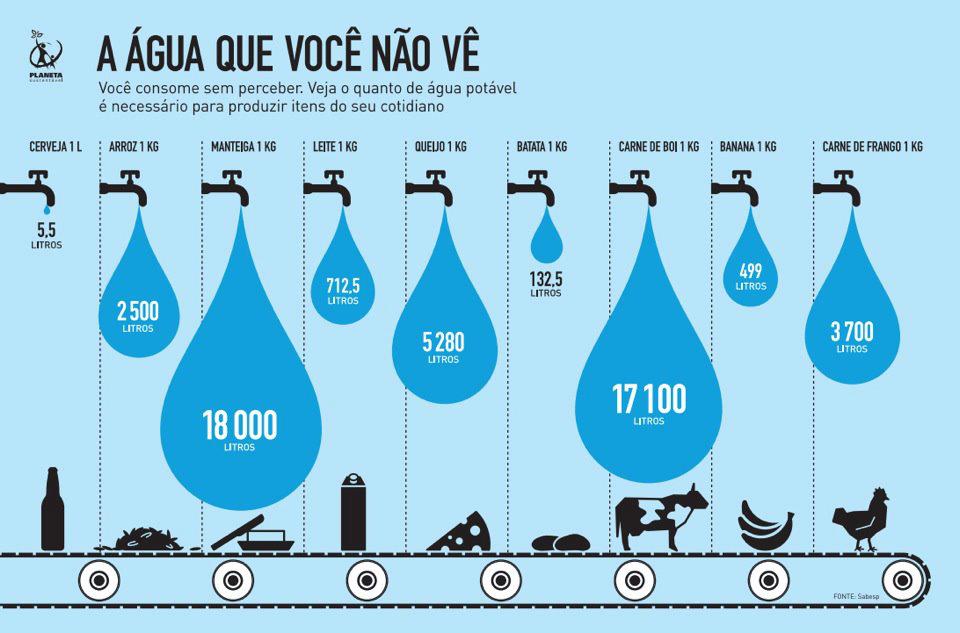 PLANETA
SUSTENTÁVEL
A ÁGUA QUE VOCÊ NÃO VÊ
Você consome sem perceber. Veja o quanto de água potável
é necessário para produzir itens do seu cotidiano
CERVEJA 1 L
5,5
LITROS
ARROZ 1 KG
2 500
LITROS
MANTEIGA 1 KG
18 000
LITROS
LEITE 1 KG
712,5
LITROS
QUEIJO 1 KG
5 280
LITROS
BATATA 1 KG
132,5
LITROS
CARNE DE BOI 1 KG
17 100
LITROS
BANANA 1 KG
499
LITROS
CARNE DE FRANGO 1 KG
3 700
LITROS
FONTE: Sabesp